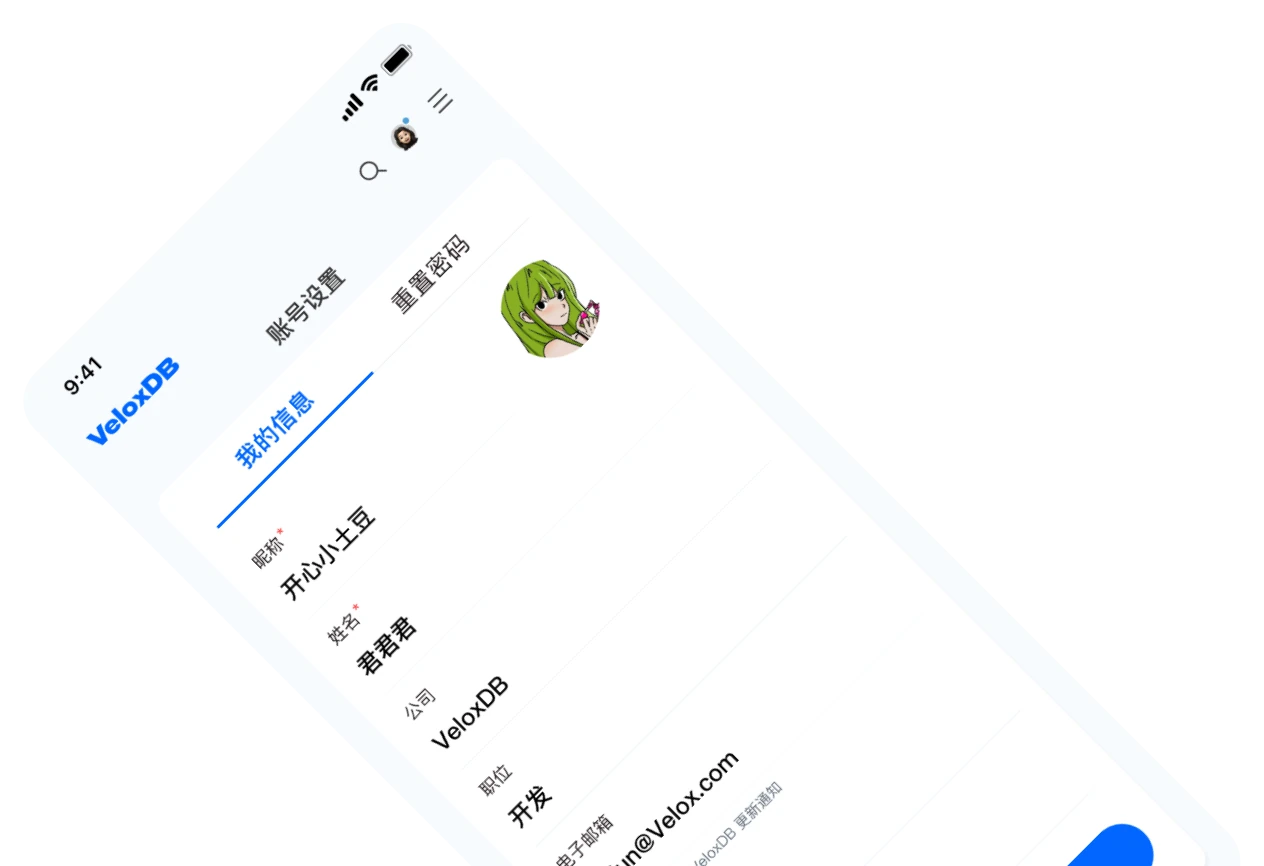 9:41
VeloxDB
账号设置
我的信息
重置密码
昵称*
开心小土豆
姓名*
君君君
公司
VeloxDB
职位
开发
电子邮箱
un@Velox.com
VeloxDB 更新通知